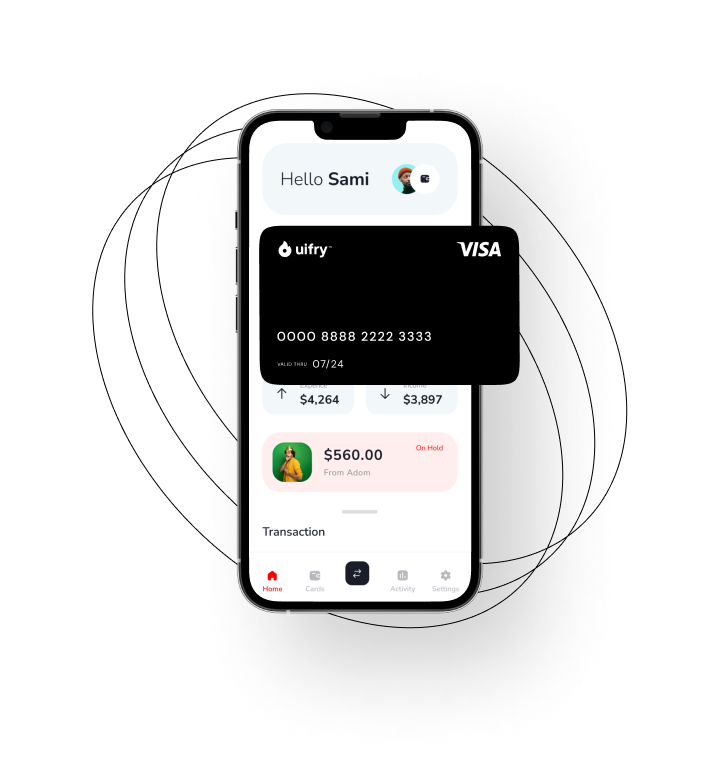 Hello Sami
uifry™
VISA
0000 8888 2222 3333
VALID THRU 07/24
Expence
Income
$4,264
$3,897
$560.00
On Hold
From Adom
Transaction
Home
Cards
Activity
Settings